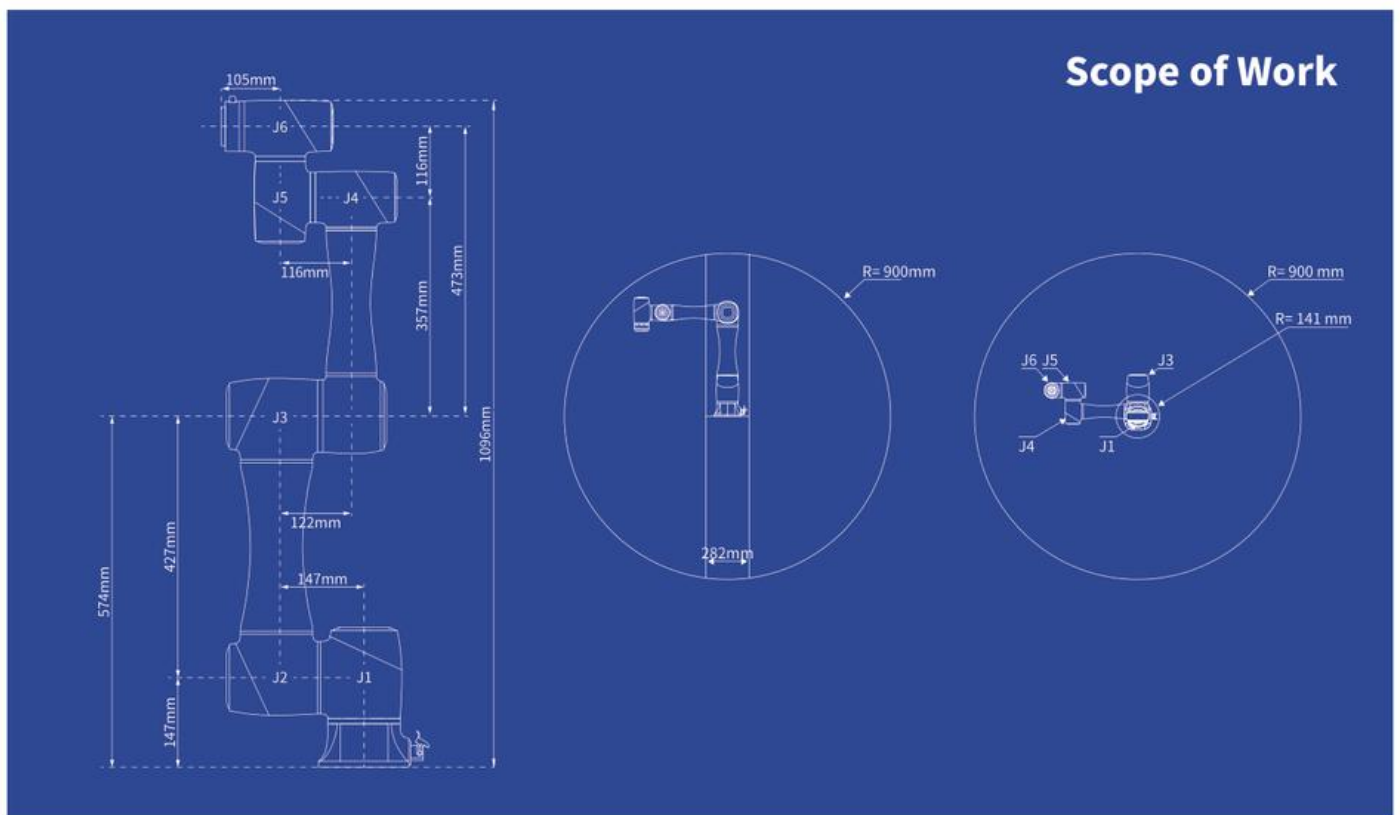 Scope of Work
105mm
J6
116mm
J5
J4
116mm
473mm
357mm
J3
1096mm
122mm
427mm
147mm
574mm
J2
J1
147mm
R= 900mm
282mm
R= 900 mm
R= 141 mm
J6 J5
J3
J4
J1